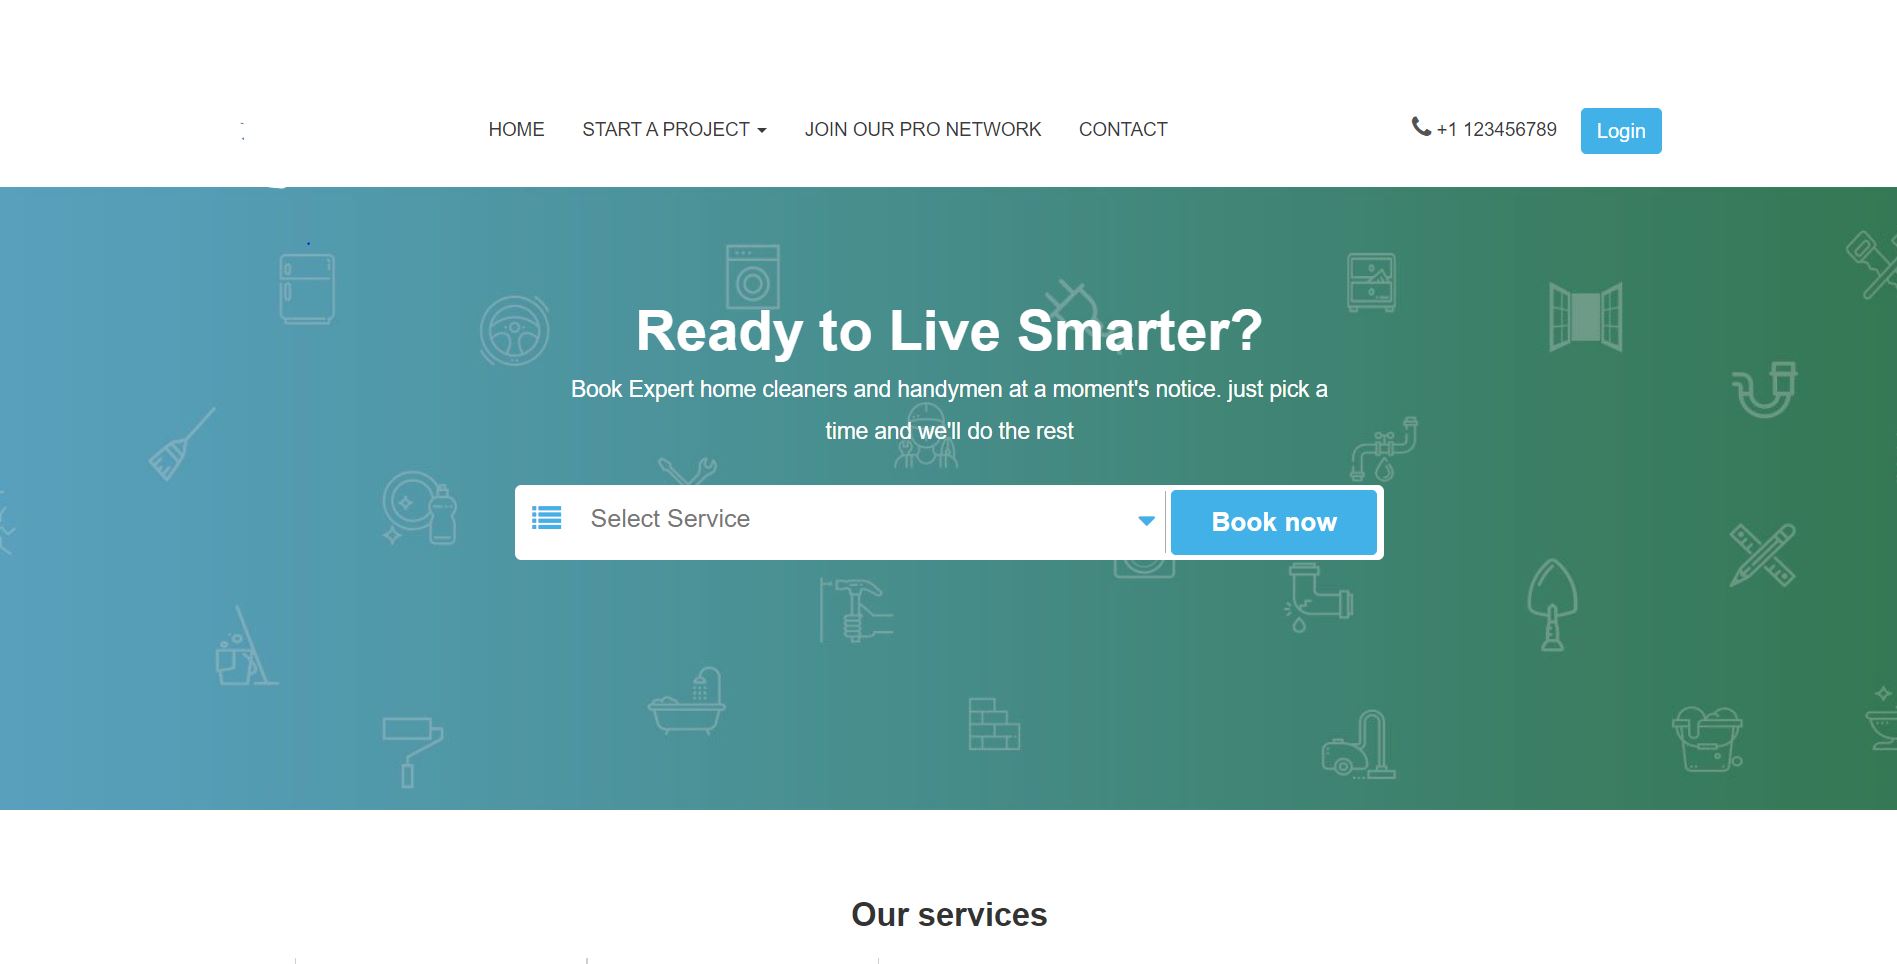 HOME START A PROJECT JOIN OUR PRO NETWORK CONTACT +1 123456789 Login
Ready to Live Smarter?
Book Expert home cleaners and handymen at a moment's notice. just pick a
time and we'll do the rest
Select Service Book now
Our services